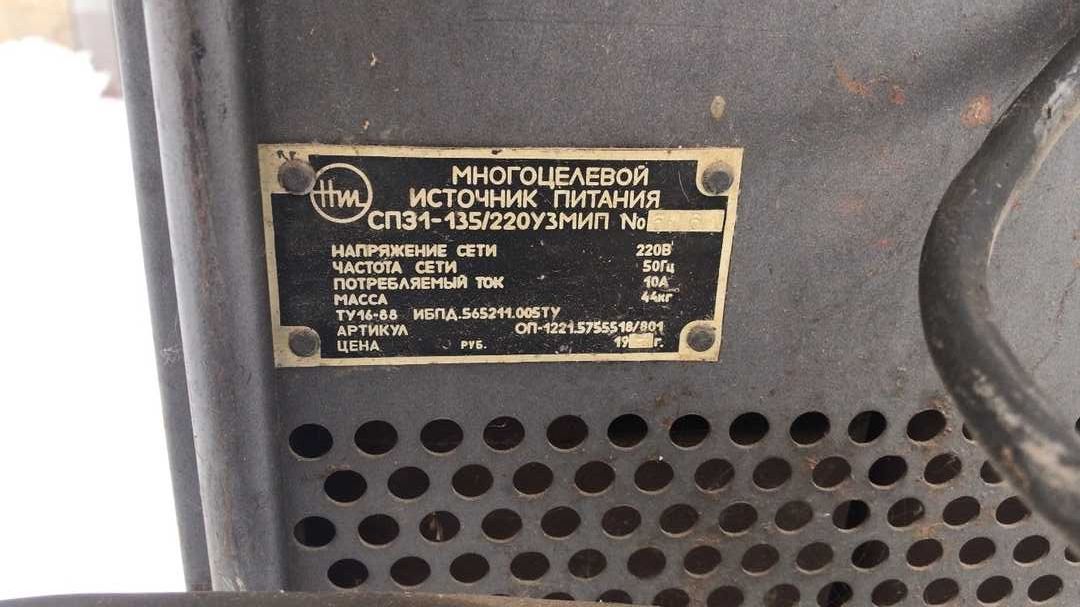 МНОГОЦЕЛЕВОЙ
ИСТОЧНИК ПИТАНИЯ
СПЗ1-135/220УЗМИП №
НАПРЯЖЕНИЕ СЕТИ 220В
ЧАСТОТА СЕТИ 50Гц
ПОТРЕБЛЯЕМЫЙ ТОК 10А
МАССА 44кг
ТУ16-88 ИБПД.565211.005ТУ
АРТИКУЛ ОП-1221.5755518/801
ЦЕНА РУБ. 19 г.